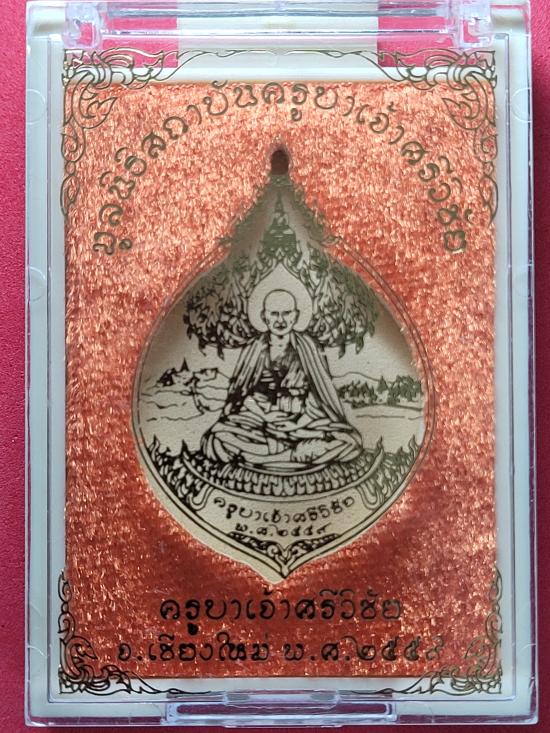 มูลนิธิสถาบันครูบาเจ้าศรีวิชัย
ครูบาเจ้าศรีวิชัย
พ.ศ.๒๕๕๙
ครูบาเจ้าศรีวิชัย
จ.เชียงใหม่ พ.ศ.๒๕๕๙